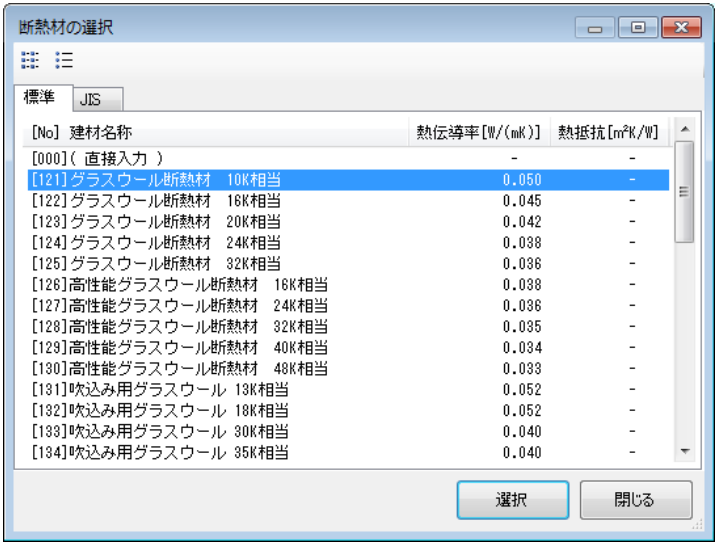 断熱材の選択
標準 JIS
[No] 建材名称 熱伝導率[W/(mK)] 熱抵抗[m²K/W]
[000]( 直接入力 ) - -
[121]グラスウール断熱材 10K相当 0.050 -
[122]グラスウール断熱材 16K相当 0.045 -
[123]グラスウール断熱材 20K相当 0.042 -
[124]グラスウール断熱材 24K相当 0.038 -
[125]グラスウール断熱材 32K相当 0.036 -
[126]高性能グラスウール断熱材 16K相当 0.038 -
[127]高性能グラスウール断熱材 24K相当 0.036 -
[128]高性能グラスウール断熱材 32K相当 0.035 -
[129]高性能グラスウール断熱材 40K相当 0.034 -
[130]高性能グラスウール断熱材 48K相当 0.033 -
[131]吹込み用グラスウール 13K相当 0.052 -
[132]吹込み用グラスウール 18K相当 0.052 -
[133]吹込み用グラスウール 30K相当 0.040 -
[134]吹込み用グラスウール 35K相当 0.040 -
選択 閉じる